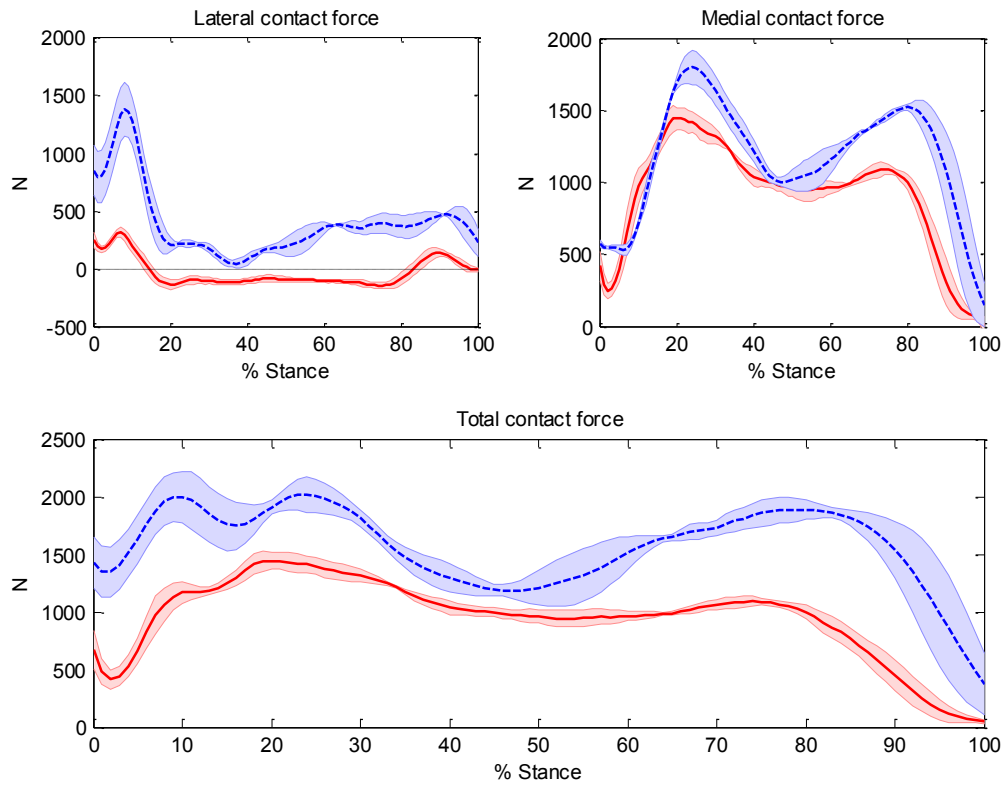 Lateral contact force
2000
1500
1000
500
0
-500
N
0 20 40 60 80 100
% Stance
Medial contact force
2000
1500
1000
500
0
N
0 20 40 60 80 100
% Stance
Total contact force
2500
2000
1500
1000
500
0
N
0 10 20 30 40 50 60 70 80 90 100
% Stance